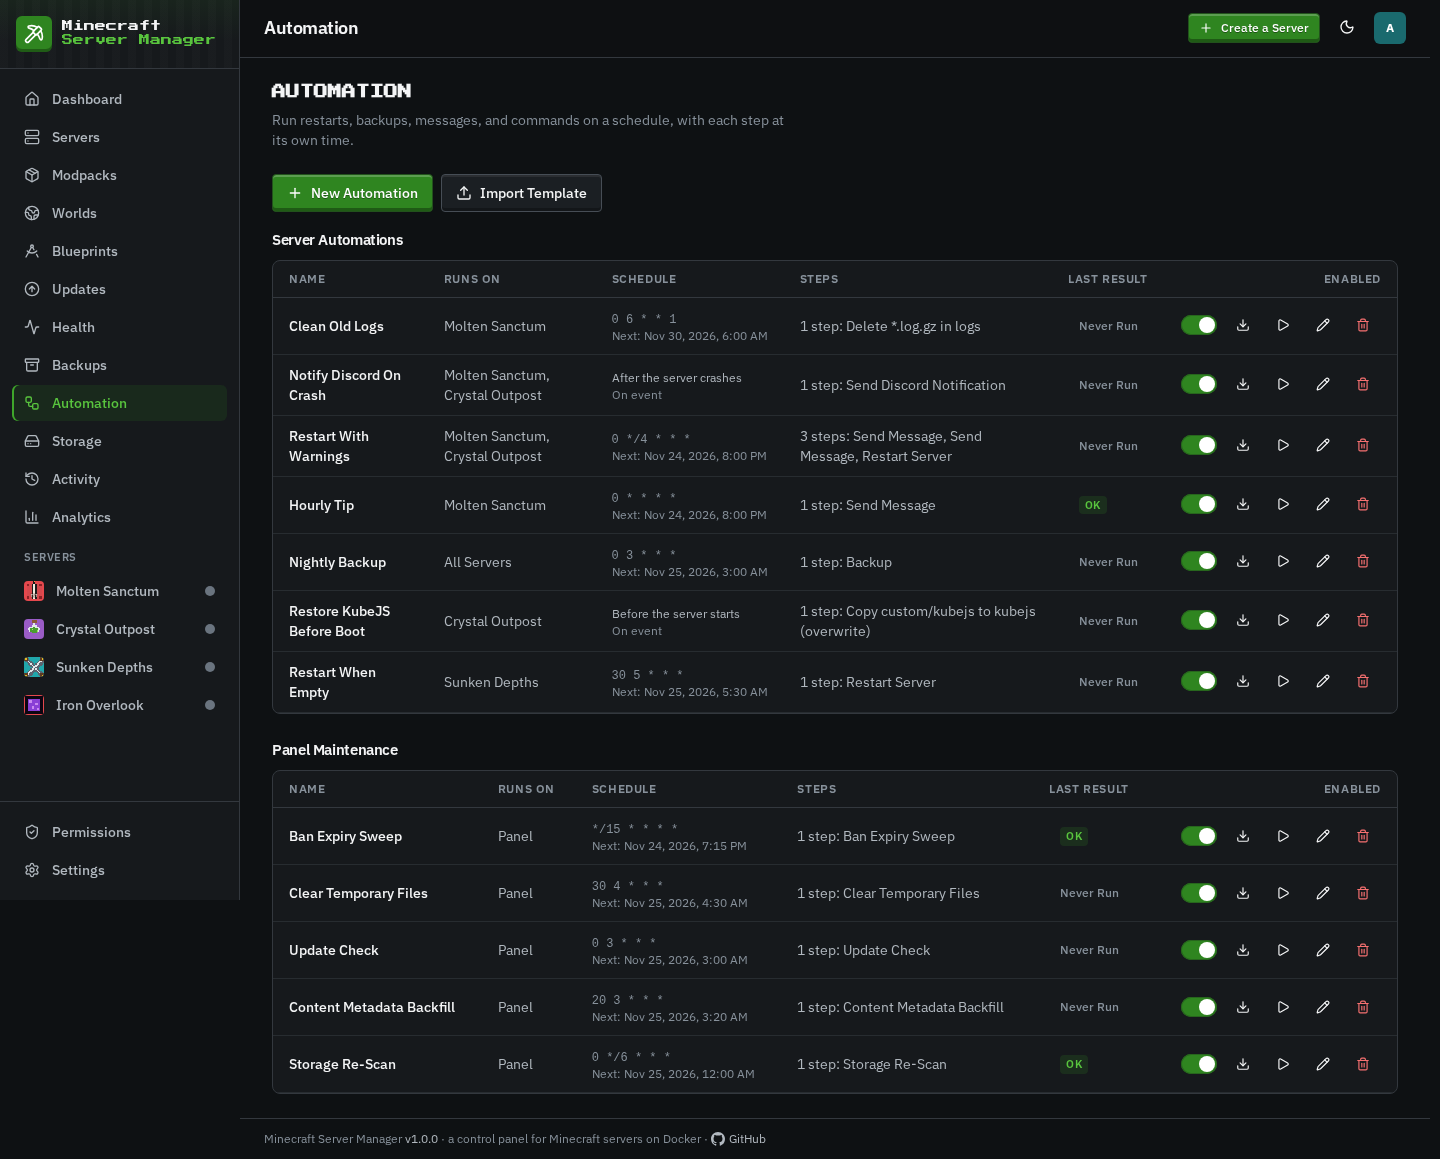 Minecraft
Server Manager
Automation
Create a Server
A
Dashboard
Servers
Modpacks
Worlds
Blueprints
Updates
Health
Backups
Automation
Storage
Activity
Analytics
SERVERS
Molten Sanctum
Crystal Outpost
Sunken Depths
Iron Overlook
Permissions
Settings
AUTOMATION
Run restarts, backups, messages, and commands on a schedule, with each step at
its own time.
New Automation
Import Template
Server Automations
NAME RUNS ON SCHEDULE STEPS LAST RESULT ENABLED
Clean Old Logs Molten Sanctum 0 6 * * 1 1 step: Delete *.log.gz in logs Never Run
Next: Nov 30, 2026, 6:00 AM
Notify Discord On Molten Sanctum, After the server crashes 1 step: Send Discord Notification Never Run
Crash Crystal Outpost On event
Restart With Molten Sanctum, 0 */4 * * * 3 steps: Send Message, Send Never Run
Warnings Crystal Outpost Next: Nov 24, 2026, 8:00 PM Message, Restart Server
Hourly Tip Molten Sanctum 0 * * * * 1 step: Send Message OK
Next: Nov 24, 2026, 8:00 PM
Nightly Backup All Servers 0 3 * * * 1 step: Backup Never Run
Next: Nov 25, 2026, 3:00 AM
Restore KubeJS Crystal Outpost Before the server starts 1 step: Copy custom/kubejs to kubejs Never Run
Before Boot On event (overwrite)
Restart When Sunken Depths 30 5 * * * 1 step: Restart Server Never Run
Empty Next: Nov 25, 2026, 5:30 AM
Panel Maintenance
NAME RUNS ON SCHEDULE STEPS LAST RESULT ENABLED
Ban Expiry Sweep Panel */15 * * * * 1 step: Ban Expiry Sweep OK
Next: Nov 24, 2026, 7:15 PM
Clear Temporary Files Panel 30 4 * * * 1 step: Clear Temporary Files Never Run
Next: Nov 25, 2026, 4:30 AM
Update Check Panel 0 3 * * * 1 step: Update Check Never Run
Next: Nov 25, 2026, 3:00 AM
Content Metadata Backfill Panel 20 3 * * * 1 step: Content Metadata Backfill Never Run
Next: Nov 25, 2026, 3:20 AM
Storage Re-Scan Panel 0 */6 * * * 1 step: Storage Re-Scan OK
Next: Nov 25, 2026, 12:00 AM
Minecraft Server Manager v1.0.0 · a control panel for Minecraft servers on Docker · GitHub